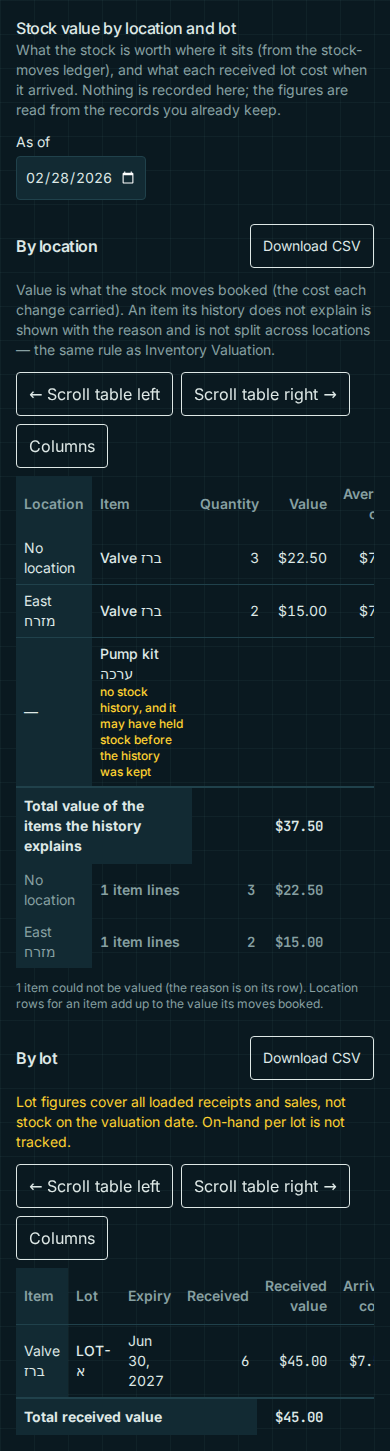 Stock value by location and lot
What the stock is worth where it sits (from the stock-
moves ledger), and what each received lot cost when
it arrived. Nothing is recorded here; the figures are
read from the records you already keep.
As of
02/28/2026
By location
Download CSV
Value is what the stock moves booked (the cost each
change carried). An item its history does not explain is
shown with the reason and is not split across locations
— the same rule as Inventory Valuation.
← Scroll table left
Scroll table right →
Columns
Location Item Quantity Value Aver
c
No
location
Valve ברז 3 $22.50 $7
East
מזרח
Valve ברז 2 $15.00 $7
—
Pump kit
ערכה
no stock
history, and it
may have held
stock before
the history
was kept
Total value of the
items the history
explains
$37.50
No
location
1 item lines 3 $22.50
East
מזרח
1 item lines 2 $15.00
1 item could not be valued (the reason is on its row). Location
rows for an item add up to the value its moves booked.
By lot
Download CSV
Lot figures cover all loaded receipts and sales, not
stock on the valuation date. On-hand per lot is not
tracked.
← Scroll table left
Scroll table right →
Columns
Item Lot Expiry Received
Received
value
Arriv
co
Valve
ברז
LOT-
א
Jun
30,
2027
6 $45.00 $7.
Total received value $45.00